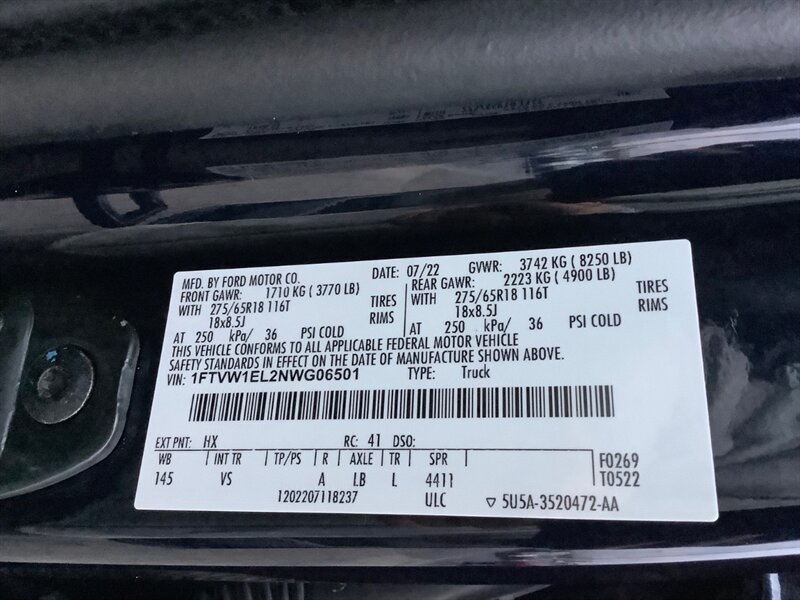 MFD. BY FORD MOTOR CO. DATE: 07/22 GVWR: 3742 KG ( 8250 LB)
FRONT GAWR: 1710 KG ( 3770 LB) REAR GAWR: 2223 KG ( 4900 LB)
WITH 275/65R18 116T TIRES WITH 275/65R18 116T TIRES
18x8.5J RIMS 18x8.5J RIMS
AT 250 kPa/ 36 PSI COLD AT 250 kPa/ 36 PSI COLD
THIS VEHICLE CONFORMS TO ALL APPLICABLE FEDERAL MOTOR VEHICLE
SAFETY STANDARDS IN EFFECT ON THE DATE OF MANUFACTURE SHOWN ABOVE.
VIN: 1FTVW1EL2NWG06501 TYPE: Truck
EXT PNT: HX RC: 41 DSO:
WB INT TR TP/PS R AXLE TR SPR F0269
145 VS A LB L 4411 T0522
1202207118237 ULC ▽ 5U5A-3520472-AA